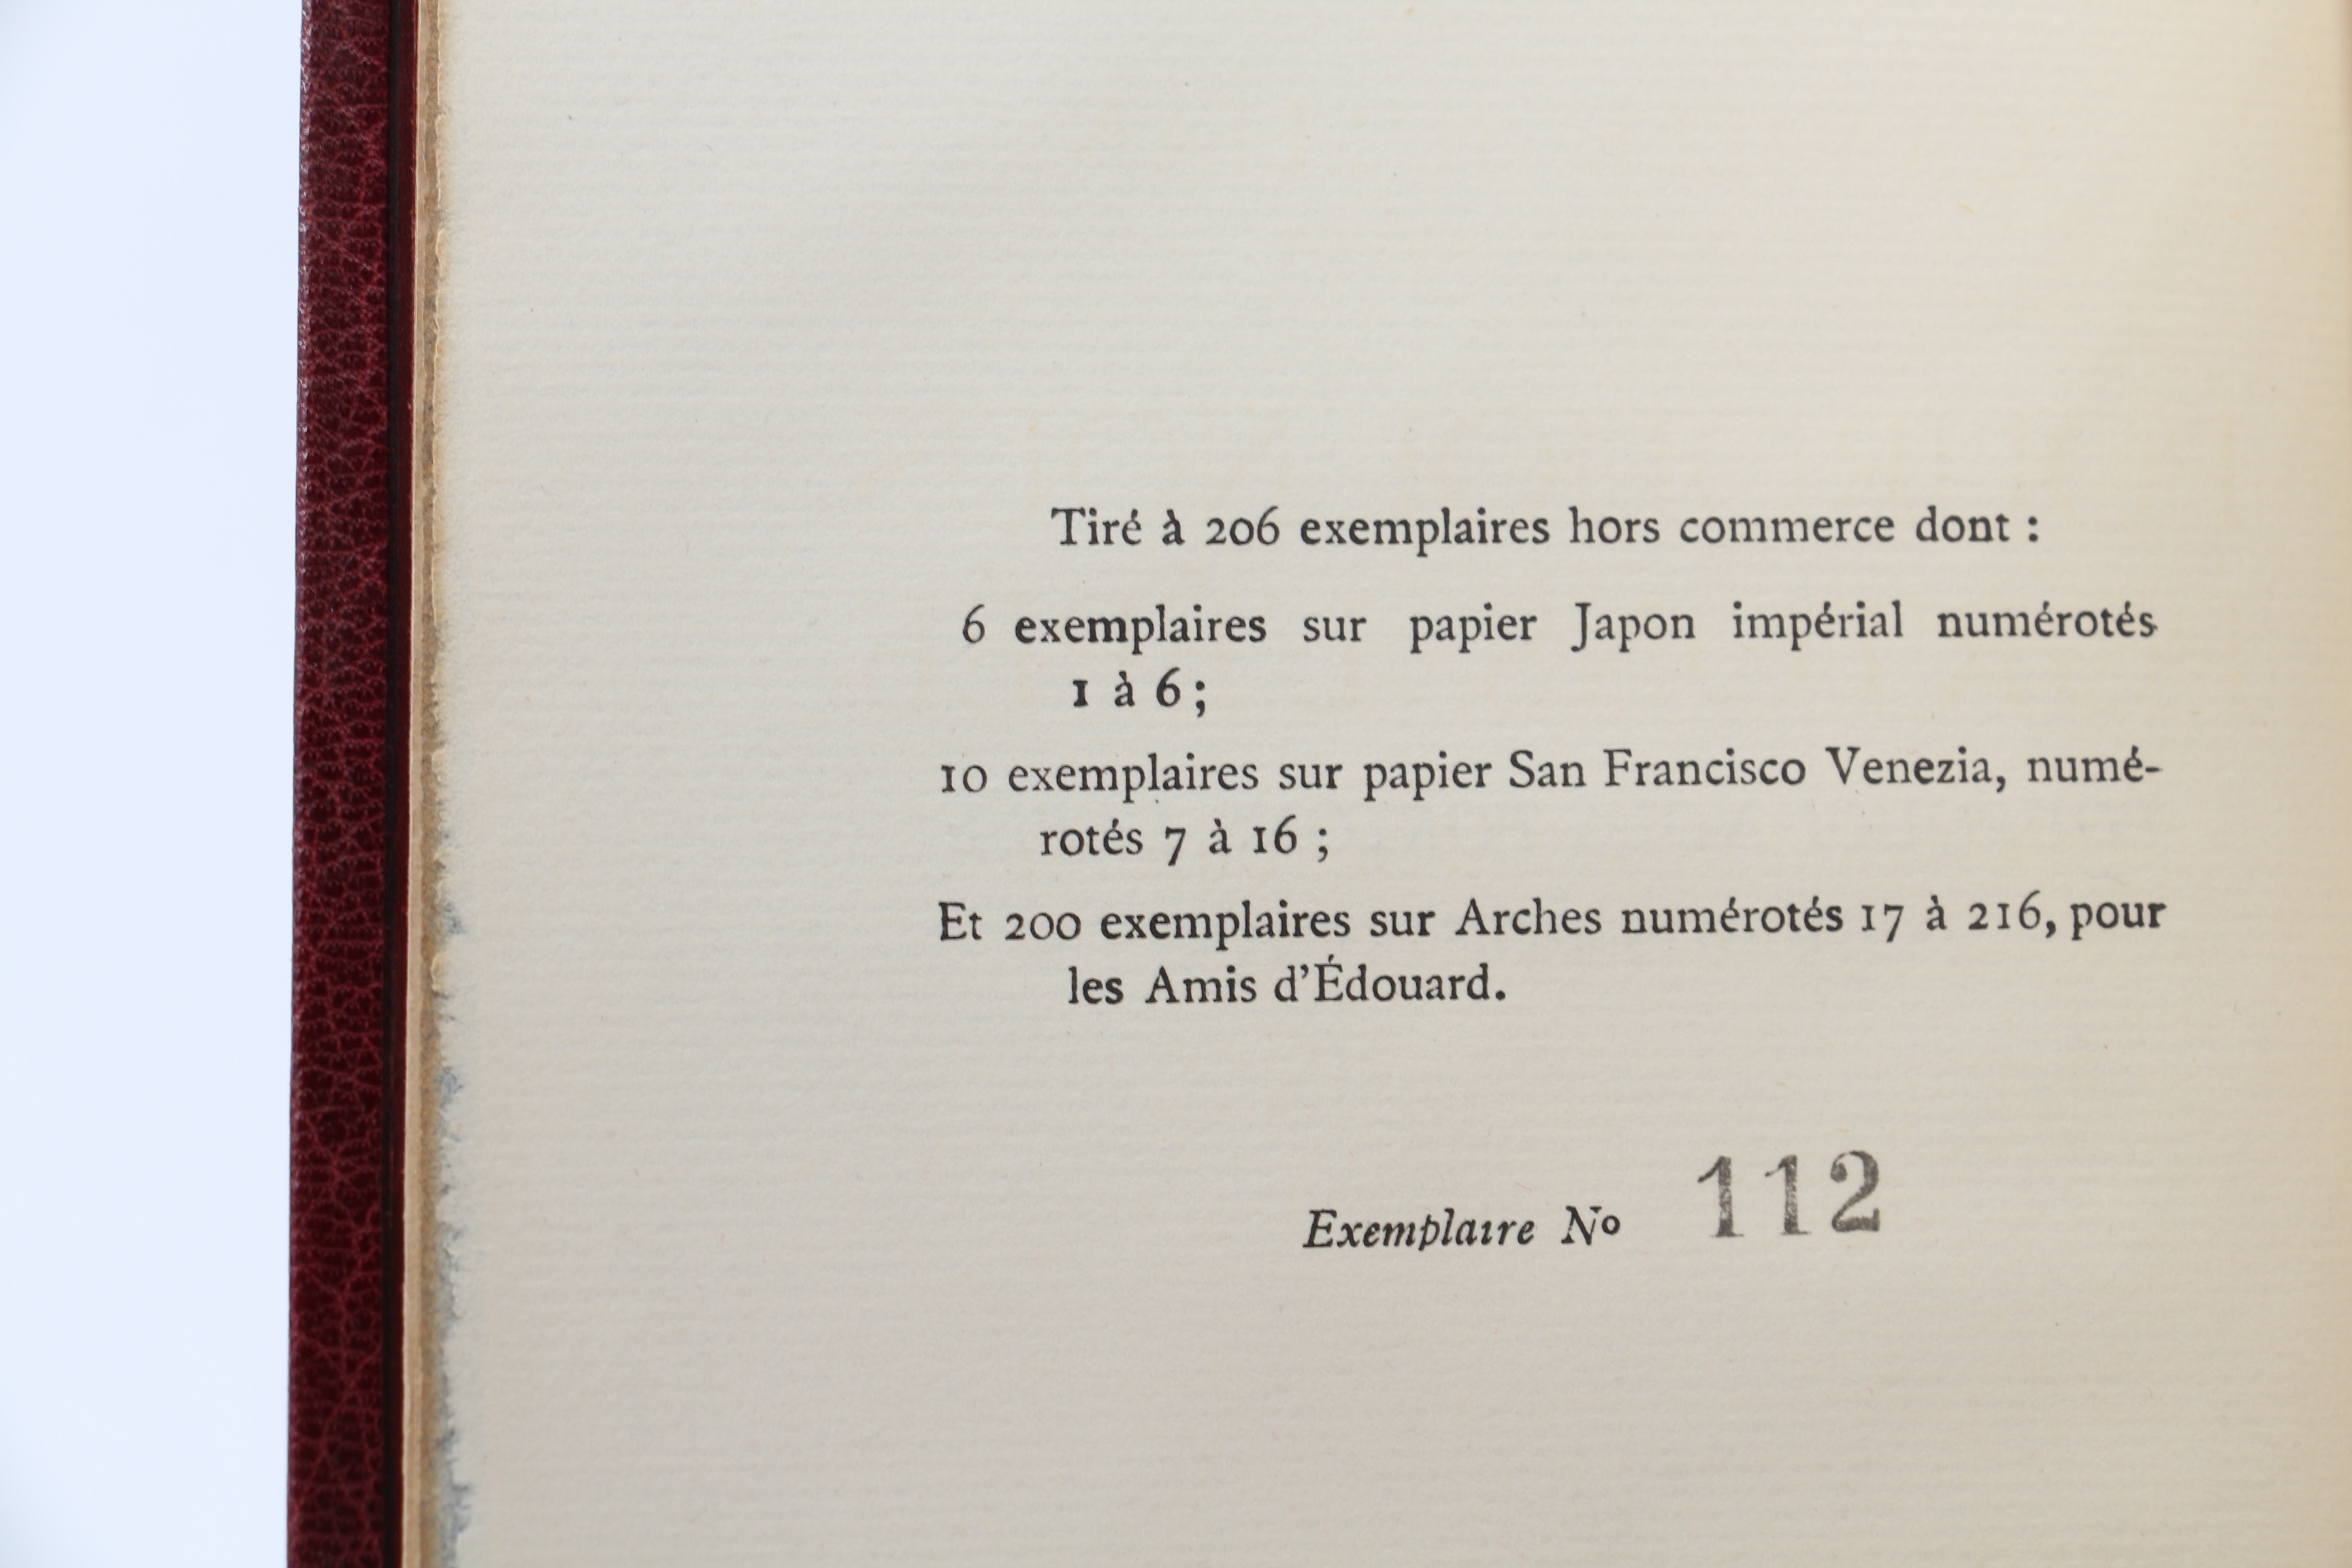 Tiré à 206 exemplaires hors commerce dont :
6 exemplaires sur papier Japon impérial numérotés
1 à 6 ;
10 exemplaires sur papier San Francisco Venezia, numé-
rotés 7 à 16 ;
Et 200 exemplaires sur Arches numérotés 17 à 216, pour
les Amis d'Édouard.
Exemplaire No 112